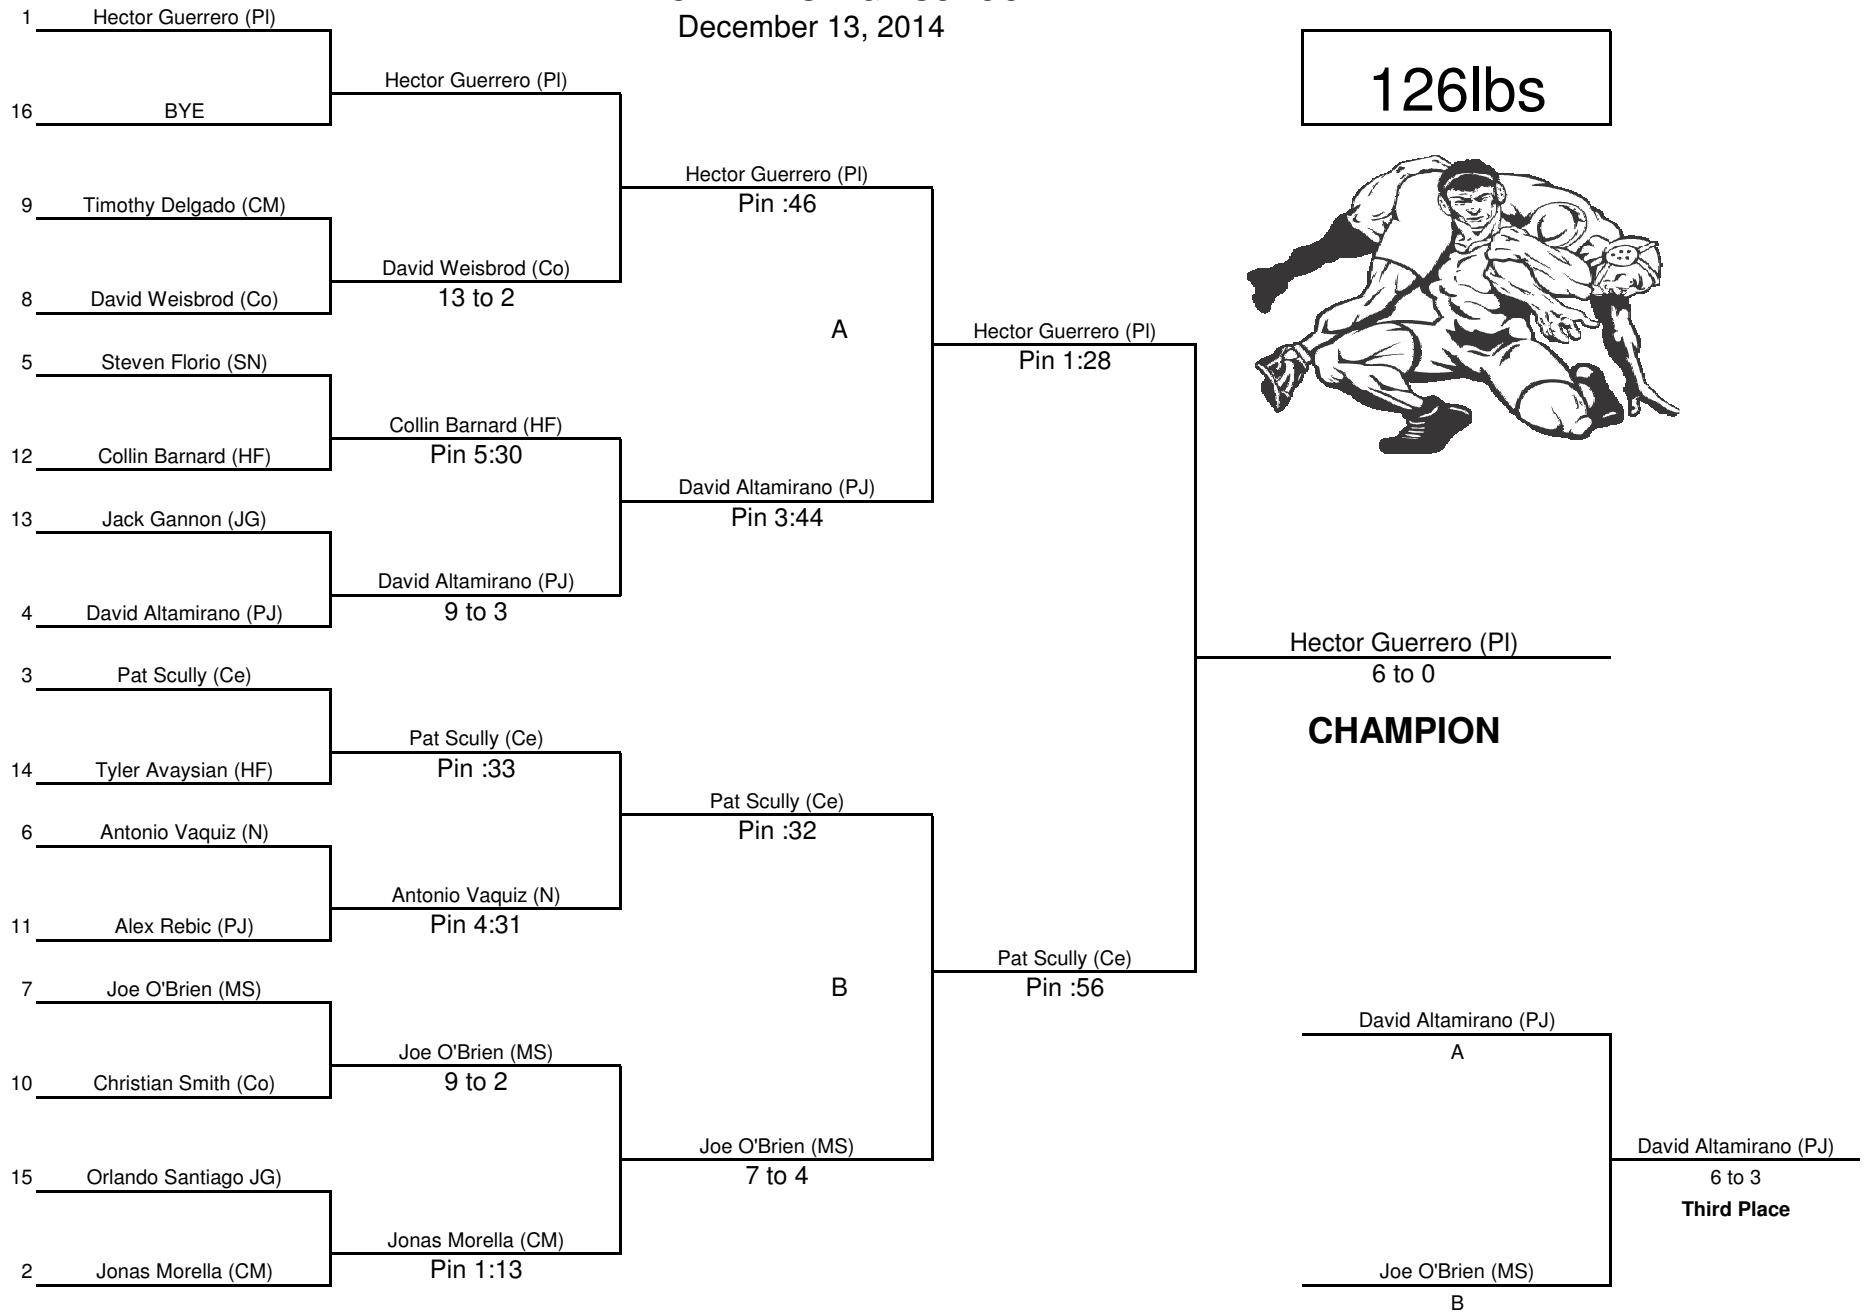 December 13, 2014
126lbs
1 Hector Guerrero (Pl)
16 BYE
9 Timothy Delgado (CM)
8 David Weisbrod (Co)
5 Steven Florio (SN)
12 Collin Barnard (HF)
13 Jack Gannon (JG)
4 David Altamirano (PJ)
3 Pat Scully (Ce)
14 Tyler Avaysian (HF)
6 Antonio Vaquiz (N)
11 Alex Rebic (PJ)
7 Joe O'Brien (MS)
10 Christian Smith (Co)
15 Orlando Santiago JG)
2 Jonas Morella (CM)
Hector Guerrero (Pl)
David Weisbrod (Co)
13 to 2
Collin Barnard (HF)
Pin 5:30
David Altamirano (PJ)
9 to 3
Pat Scully (Ce)
Pin :33
Antonio Vaquiz (N)
Pin 4:31
Joe O'Brien (MS)
9 to 2
Jonas Morella (CM)
Pin 1:13
Hector Guerrero (Pl)
Pin :46
A
David Altamirano (PJ)
Pin 3:44
Pat Scully (Ce)
Pin :32
B
Joe O'Brien (MS)
7 to 4
Hector Guerrero (Pl)
Pin 1:28
Pat Scully (Ce)
Pin :56
Hector Guerrero (Pl)
6 to 0
CHAMPION
David Altamirano (PJ)
A
Joe O'Brien (MS)
B
David Altamirano (PJ)
6 to 3
Third Place